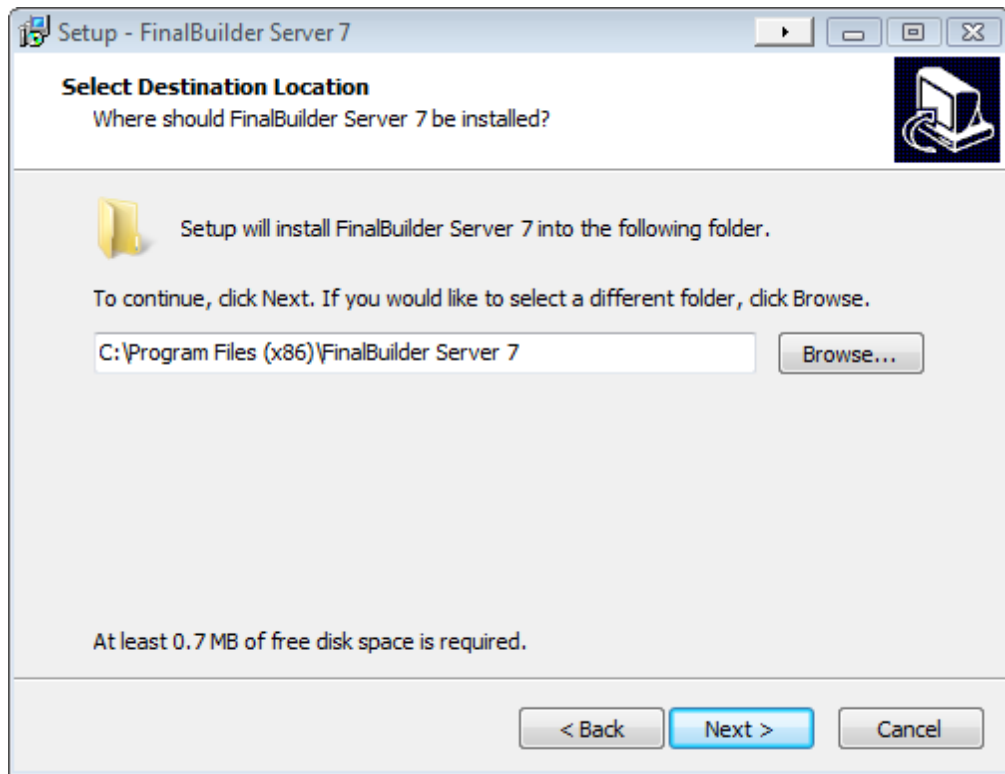 Setup - FinalBuilder Server 7
Select Destination Location
Where should FinalBuilder Server 7 be installed?
Setup will install FinalBuilder Server 7 into the following folder.
To continue, click Next. If you would like to select a different folder, click Browse.
C:\Program Files (x86)\FinalBuilder Server 7
Browse...
At least 0.7 MB of free disk space is required.
< Back
Next >
Cancel